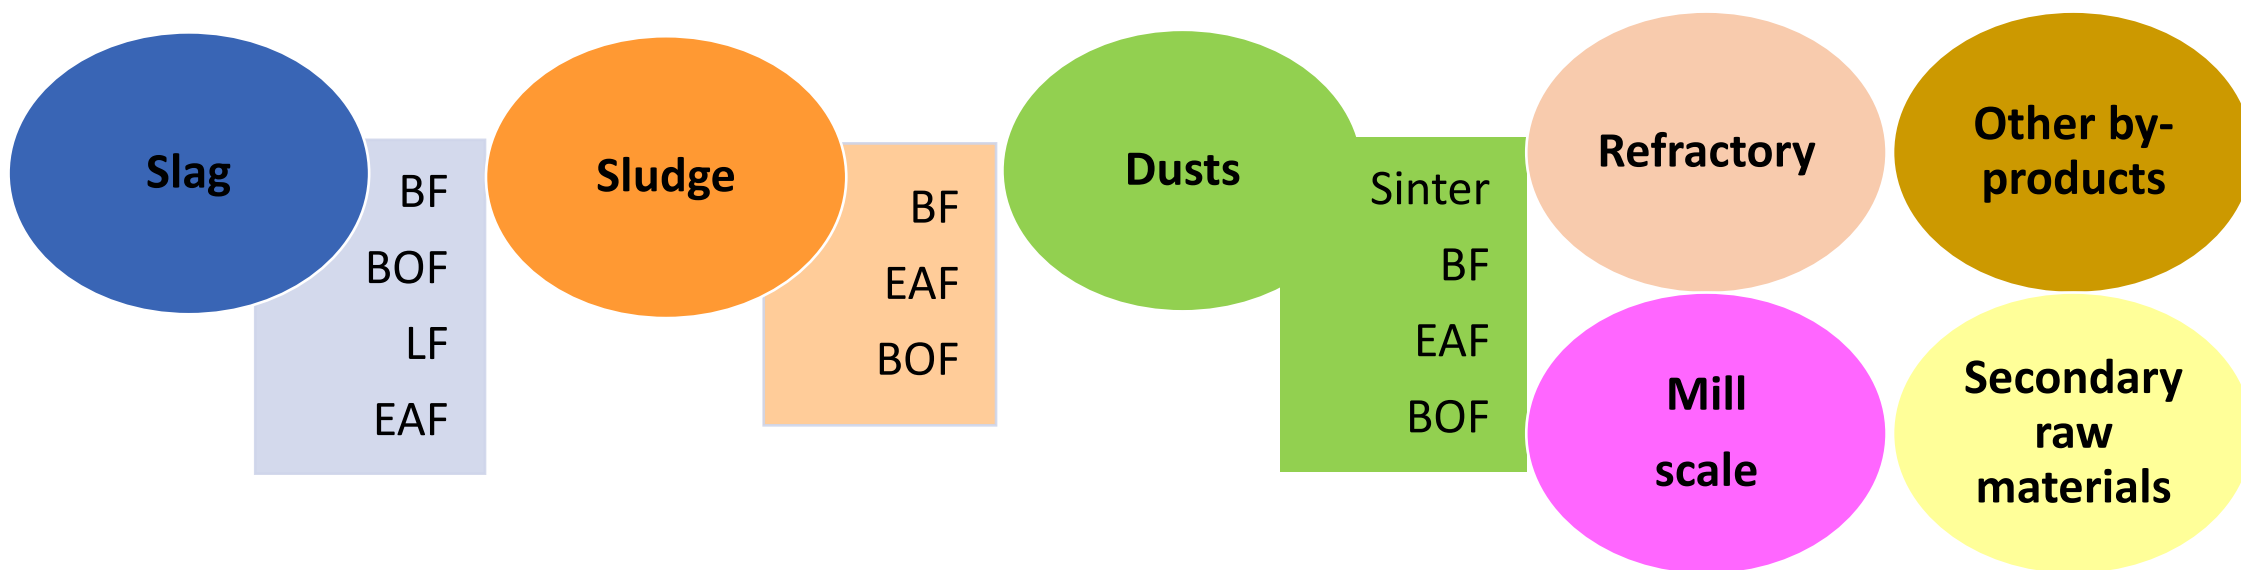 Slag
BF
BOF
LF
EAF
Sludge
BF
EAF
BOF
Dusts
Sinter
BF
EAF
BOF
Refractory
Other by-
products
Mill
scale
Secondary
raw
materials